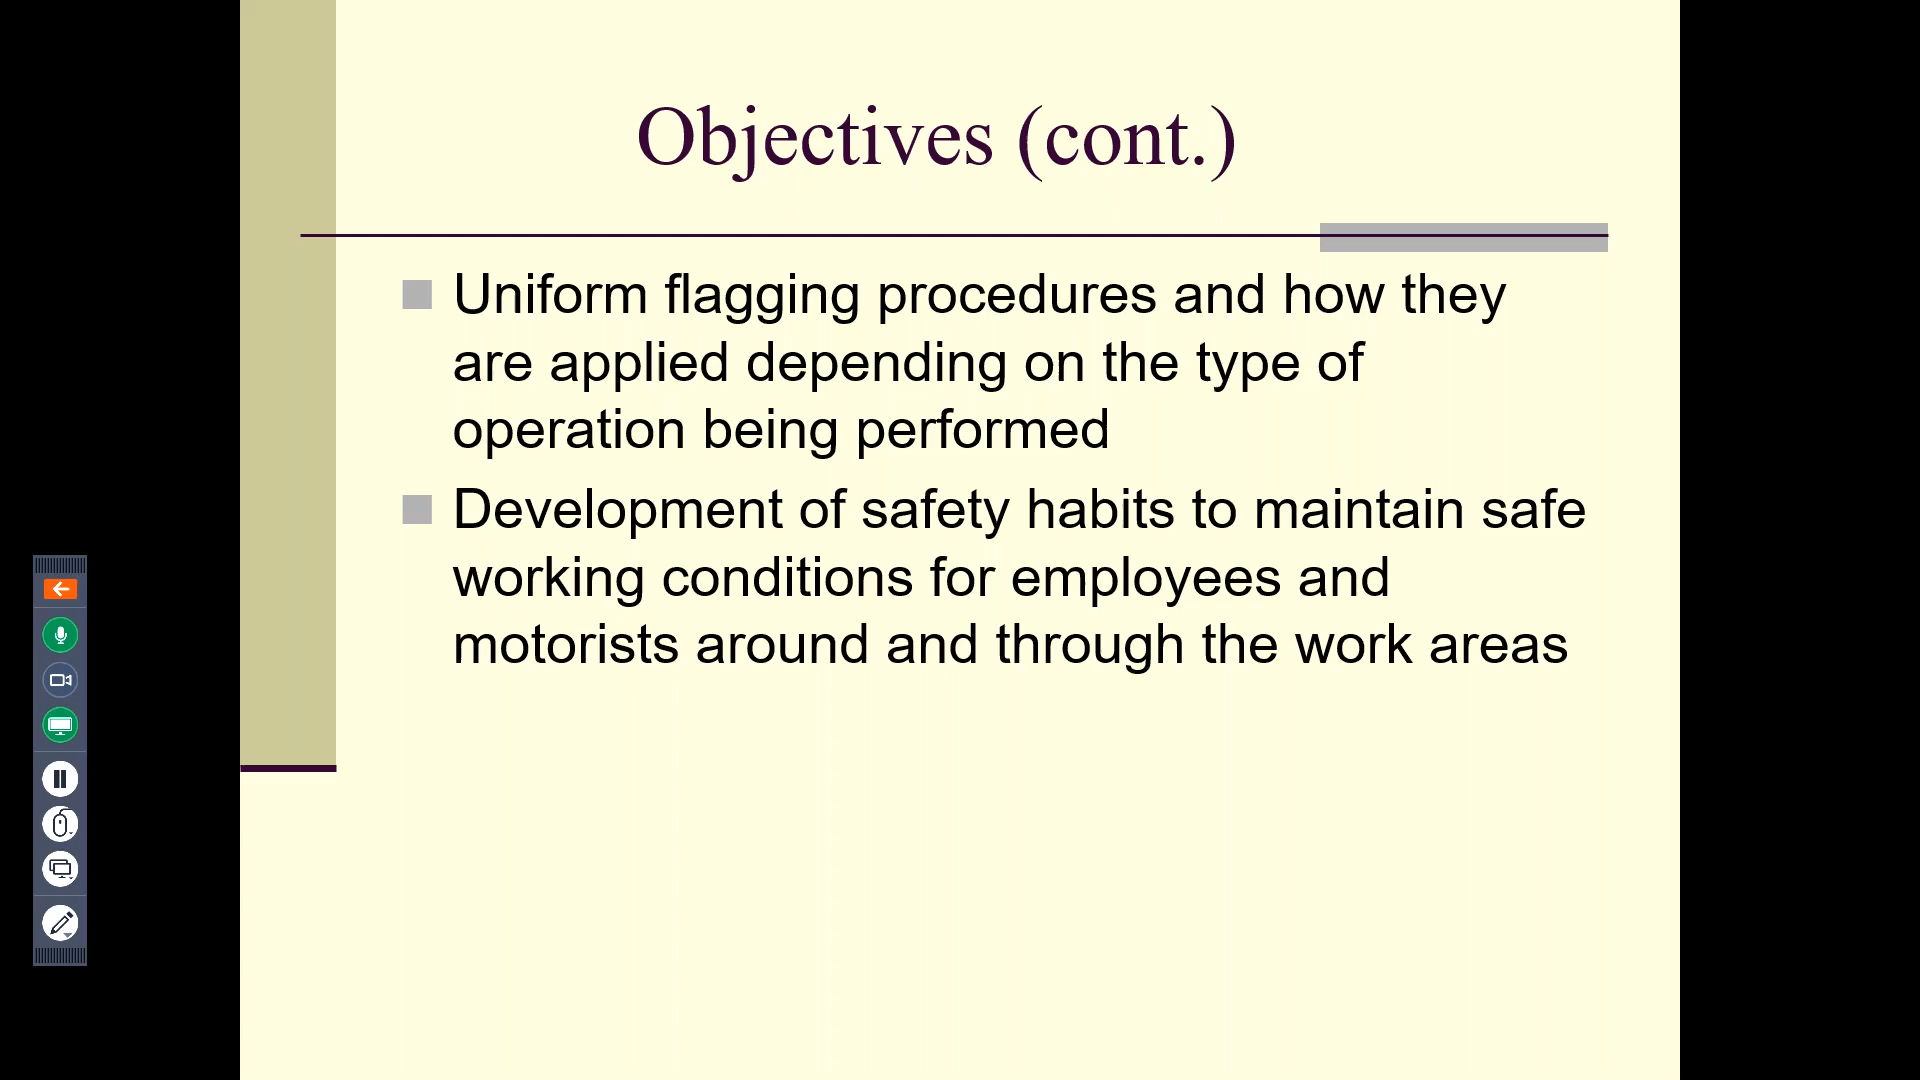 Objectives (cont.)
Uniform flagging procedures and how they
are applied depending on the type of
operation being performed
Development of safety habits to maintain safe
working conditions for employees and
motorists around and through the work areas